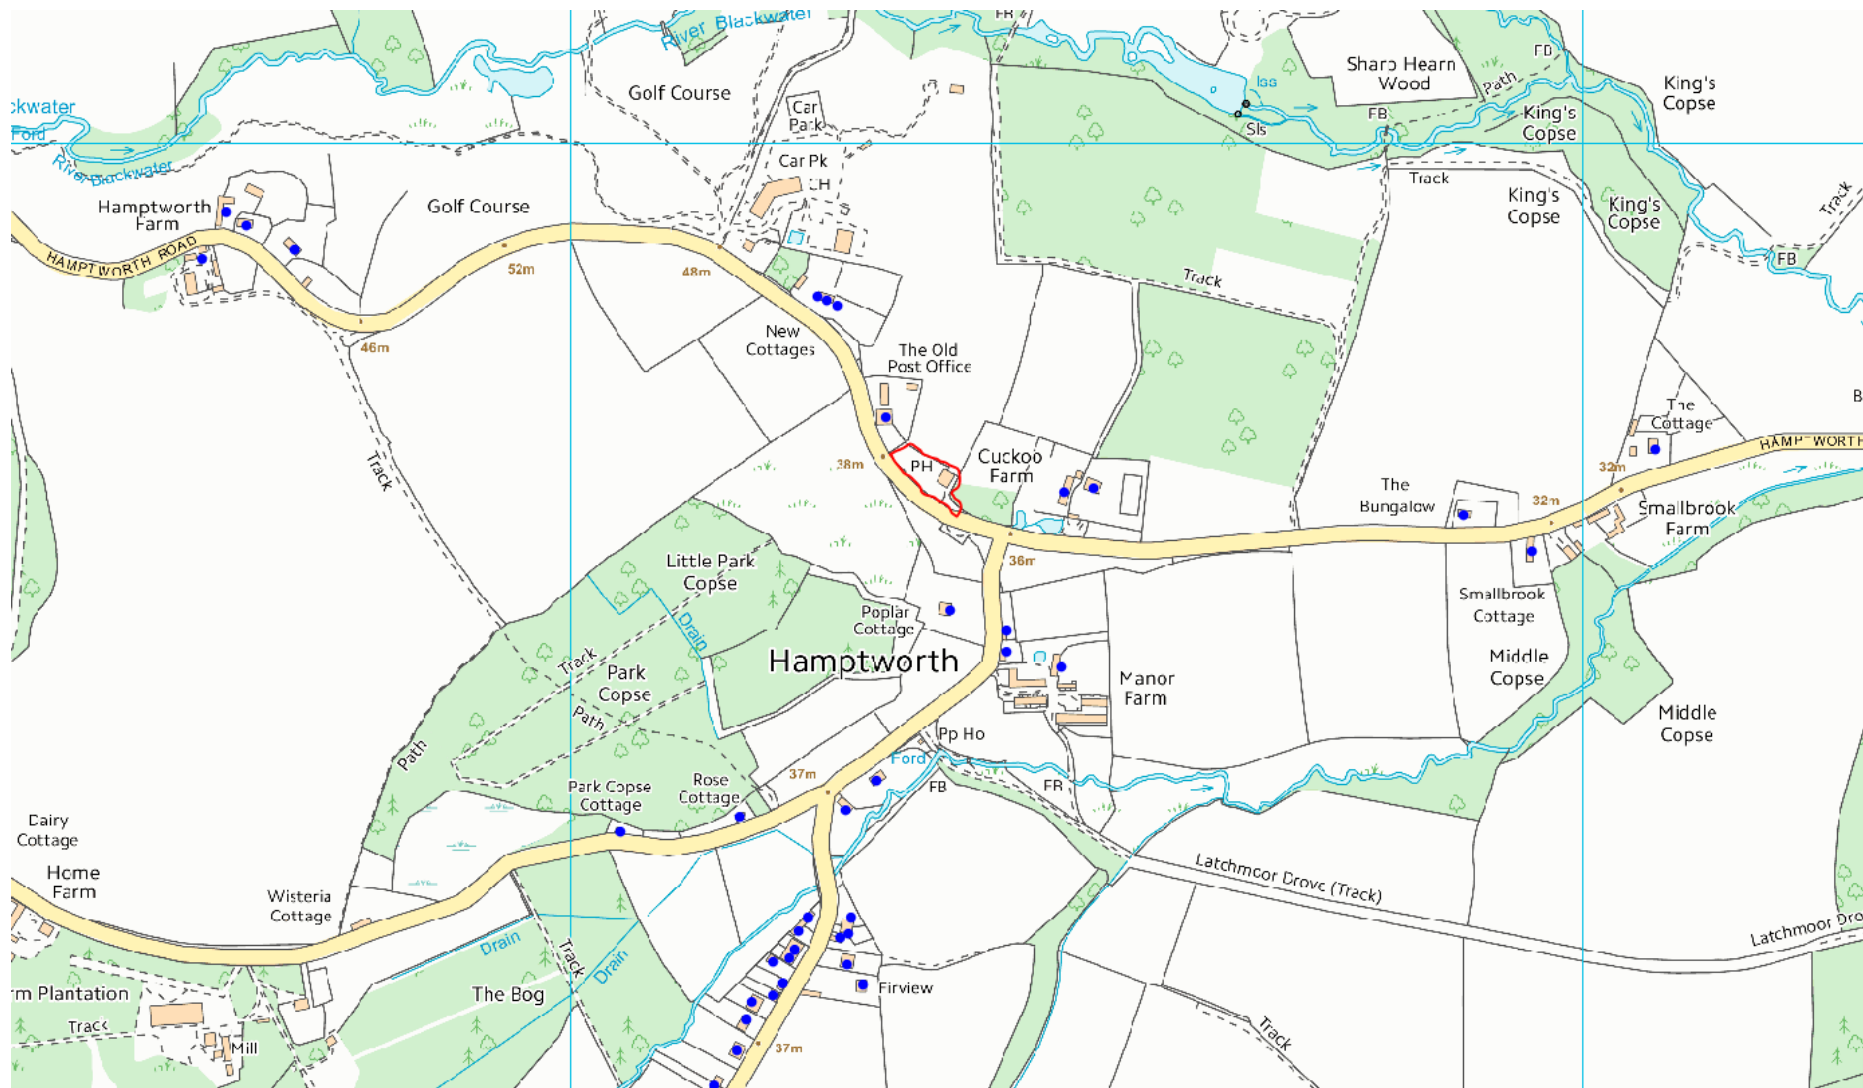 FB
River Blackwater
Golf Course
Car
Park
Iss
Sls
Sharp Hearn
Wood
FB
Path
FB
King's
Copse
King's
Copse
ckwater
Ford
River Blackwater
Car Pk
CH
Track
King's
Copse
King's
Copse
Track
Hamptworth
Farm
HAMPTWORTH ROAD
Golf Course
52m
48m
46m
Track
FB
New
Cottages
The Old
Post Office
38m
PH
Cuckoo
Farm
The
Cottage
B
HAMPTWORTH
32m
32m
The
Bungalow
Smallbrook
Farm
Track
36m
Little Park
Copse
Drain
Poplar
Cottage
Smallbrook
Cottage
Hamptworth
Track
Park
Copse
Path
Manor
Farm
Middle
Copse
Middle
Copse
Path
Pp Ho
Ford
FB
FB
37m
Park Copse
Cottage
Rose
Cottage
Dairy
Cottage
Home
Farm
Wisteria
Cottage
Latchmoor Drove (Track)
Latchmoor Dro
Drain
Track
Drain
The Bog
Firview
rm Plantation
Track
Mill
37m
Track